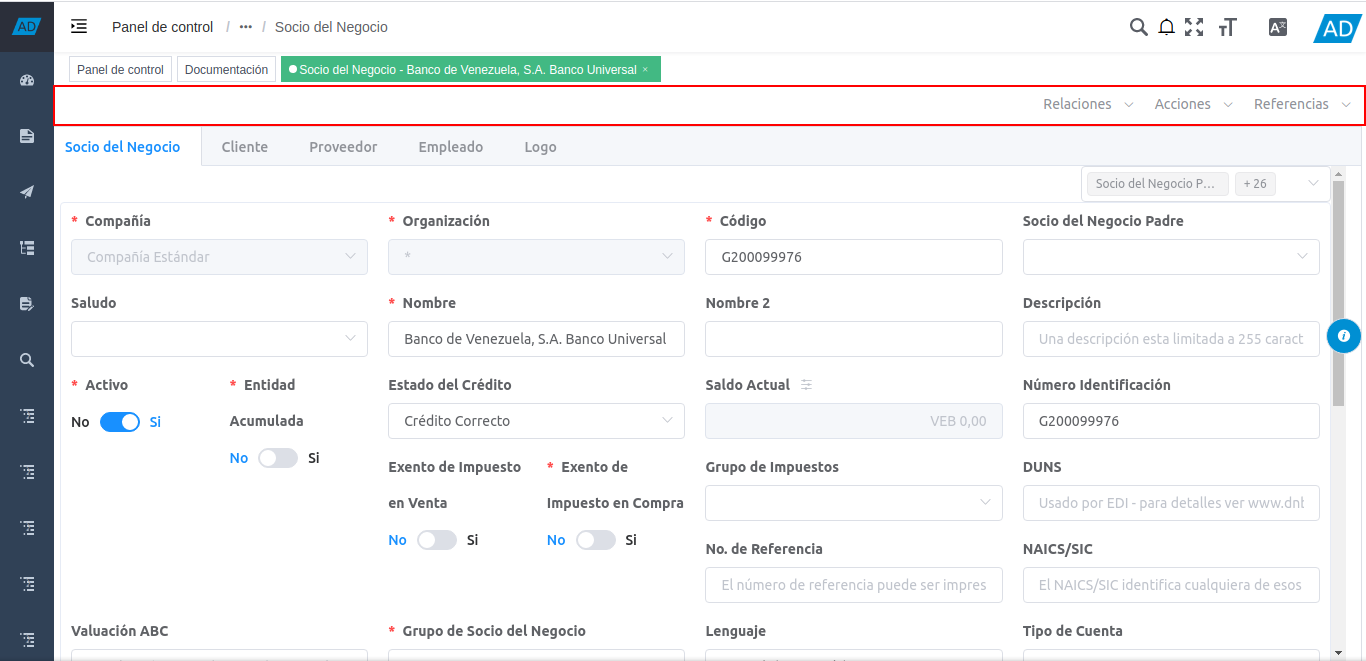 AD Panel de control / ··· / Socio del Negocio AD
Panel de control Documentación Socio del Negocio - Banco de Venezuela, S.A. Banco Universal ×
Relaciones Acciones Referencias
Socio del Negocio Cliente Proveedor Empleado Logo
Socio del Negocio P... + 26
* Compañía * Organización * Código Socio del Negocio Padre
Compañía Estándar * G200099976
Saludo * Nombre Nombre 2 Descripción
Banco de Venezuela, S.A. Banco Universal Una descripción esta limitada a 255 caract
* Activo * Entidad Acumulada Estado del Crédito Saldo Actual Número Identificación
No Si Crédito Correcto VEB 0,00 G200099976
No Si
Exento de Impuesto en Venta * Exento de Impuesto en Compra Grupo de Impuestos DUNS
Usado por EDI - para detalles ver www.dnb
No Si No Si
No. de Referencia NAICS/SIC
El número de referencia puede ser impres El NAICS/SIC identifica cualquiera de esos
Valuación ABC * Grupo de Socio del Negocio Lenguaje Tipo de Cuenta